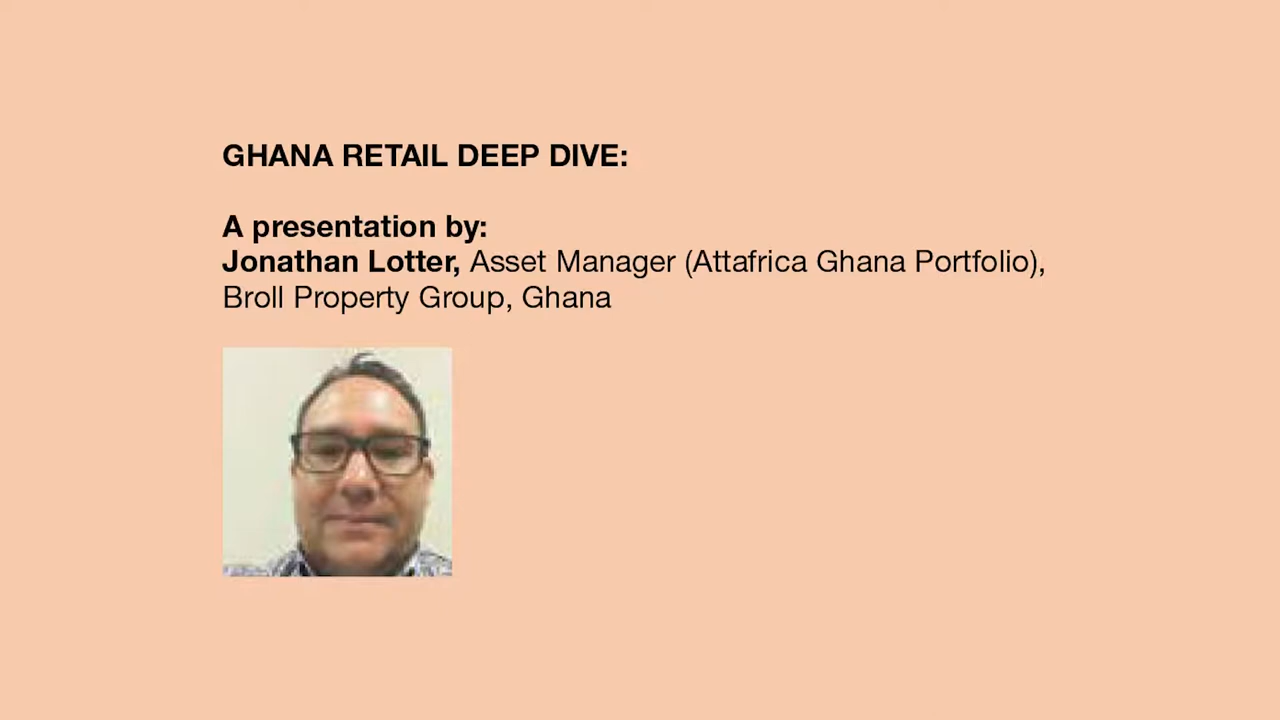 GHANA RETAIL DEEP DIVE:
A presentation by:
Jonathan Lotter, Asset Manager (Attafrica Ghana Portfolio),
Broll Property Group, Ghana